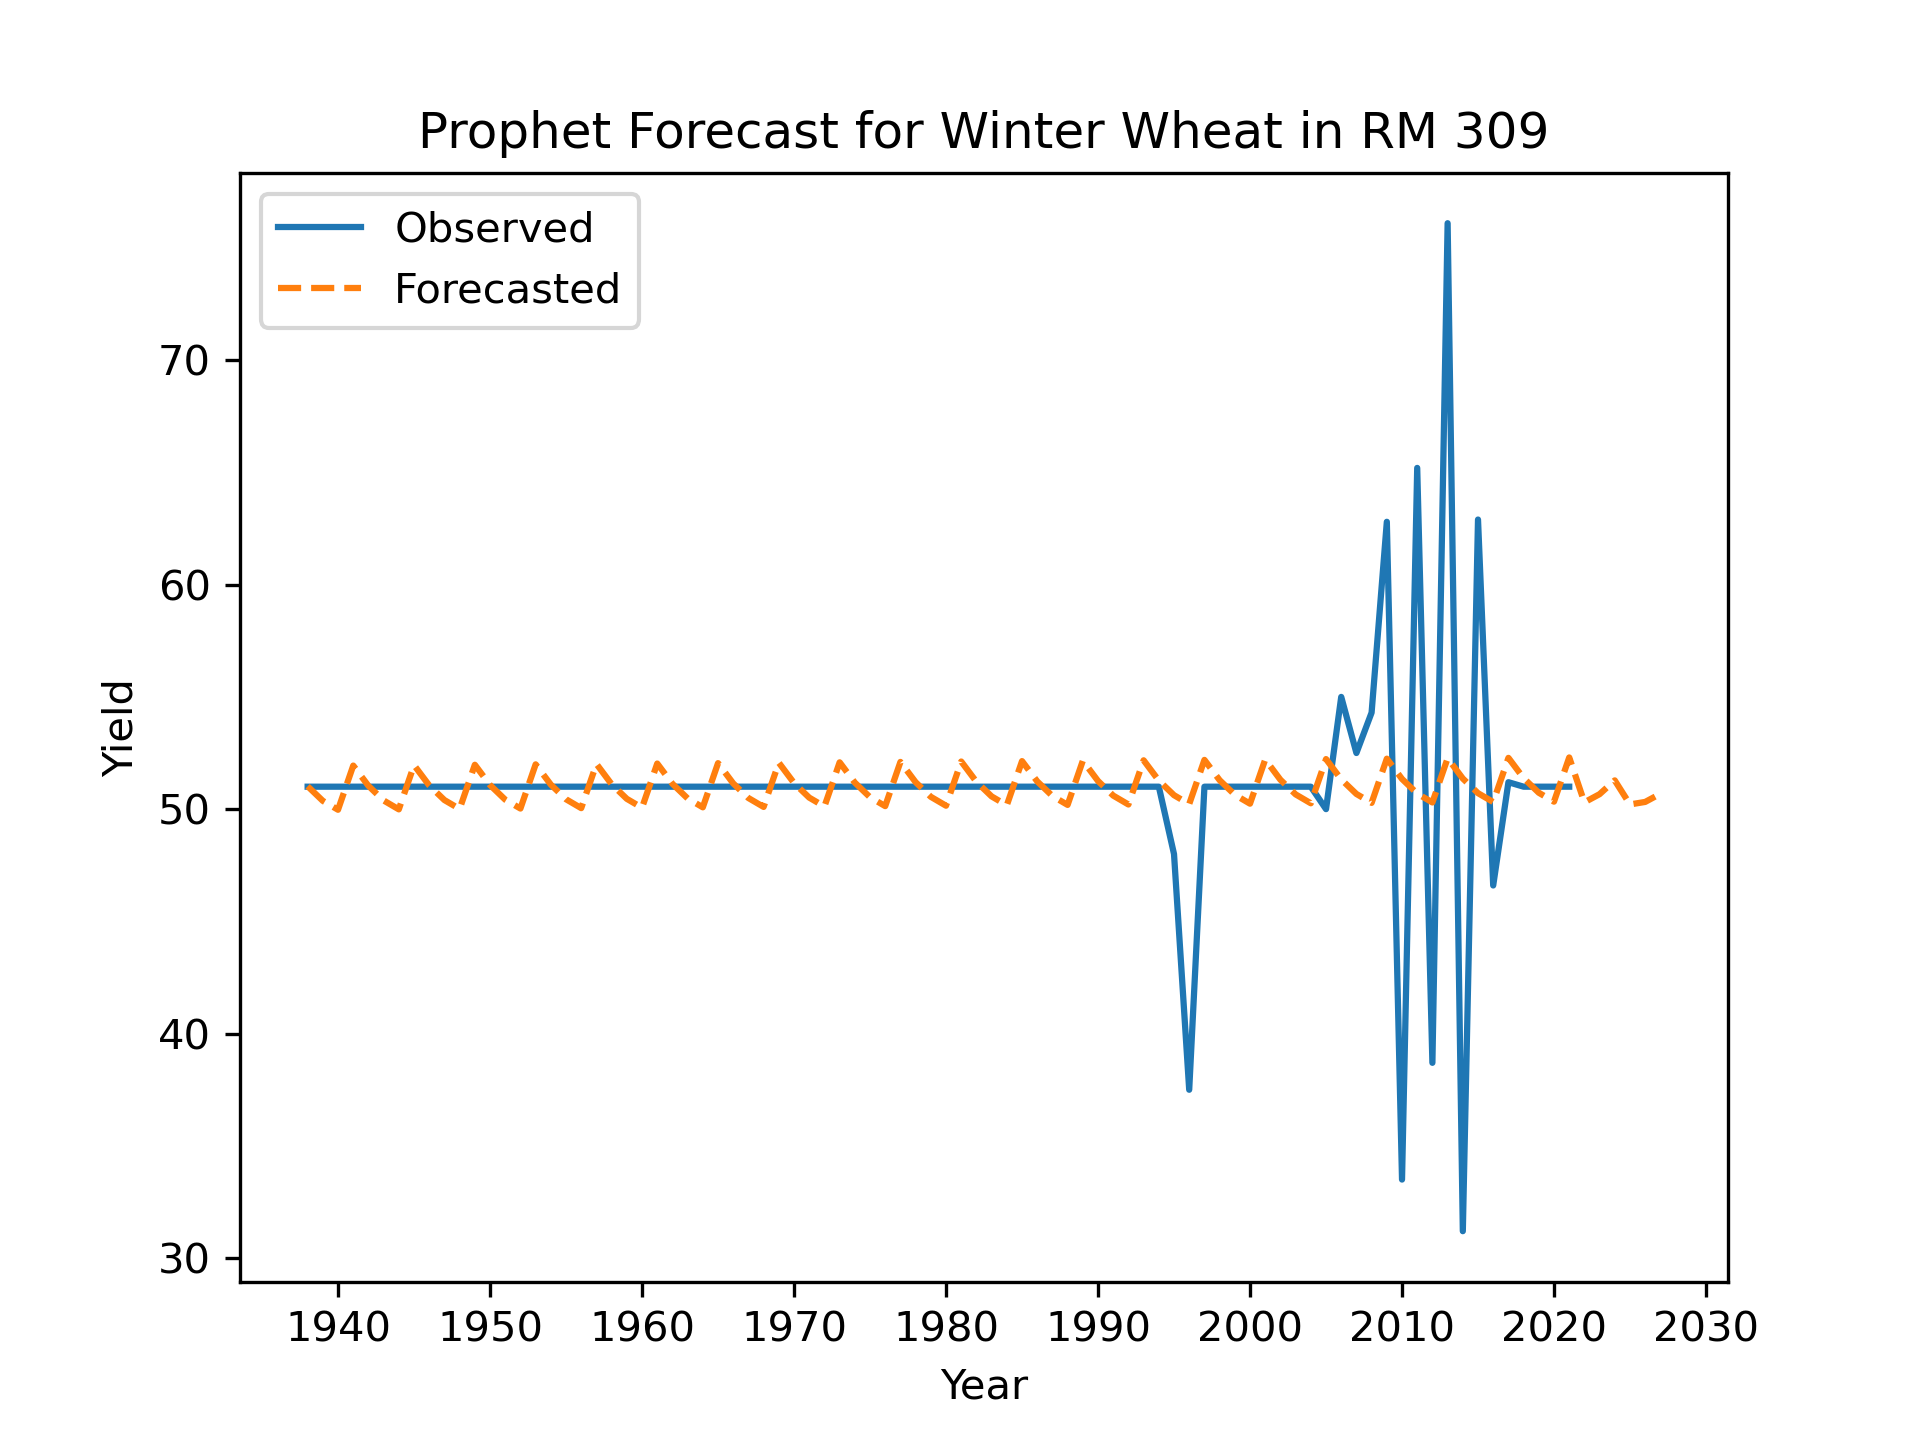 Prophet Forecast for Winter Wheat in RM 309
Observed
Forecasted
70
60
50
40
30
Yield
1940 1950 1960 1970 1980 1990 2000 2010 2020 2030
Year